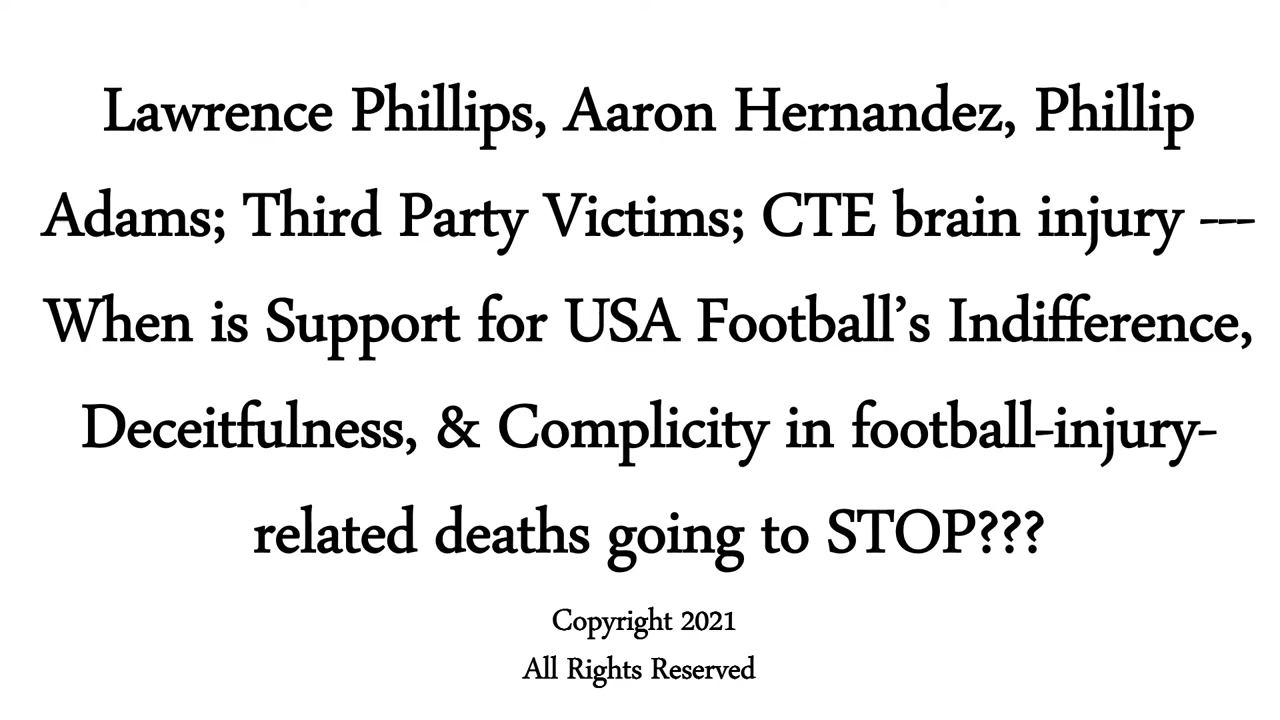 Lawrence Phillips, Aaron Hernandez, Phillip
Adams; Third Party Victims; CTE brain injury ---
When is Support for USA Football’s Indifference,
Deceitfulness, & Complicity in football-injury-
related deaths going to STOP???
Copyright 2021
All Rights Reserved